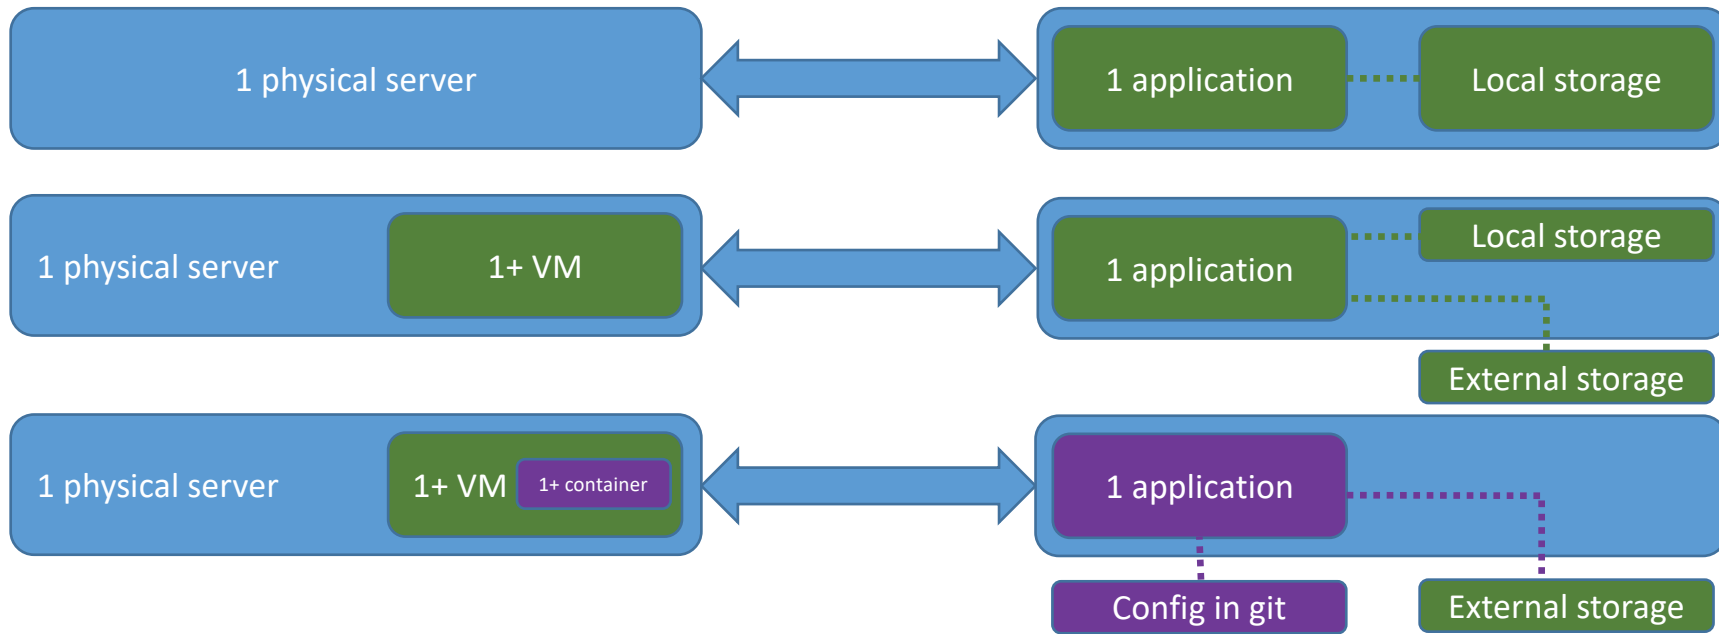 1 physical server
1 application
Local storage
1 physical server
1+ VM
1 application
Local storage
External storage
1 physical server
1+ VM
1+ container
1 application
Config in git
External storage